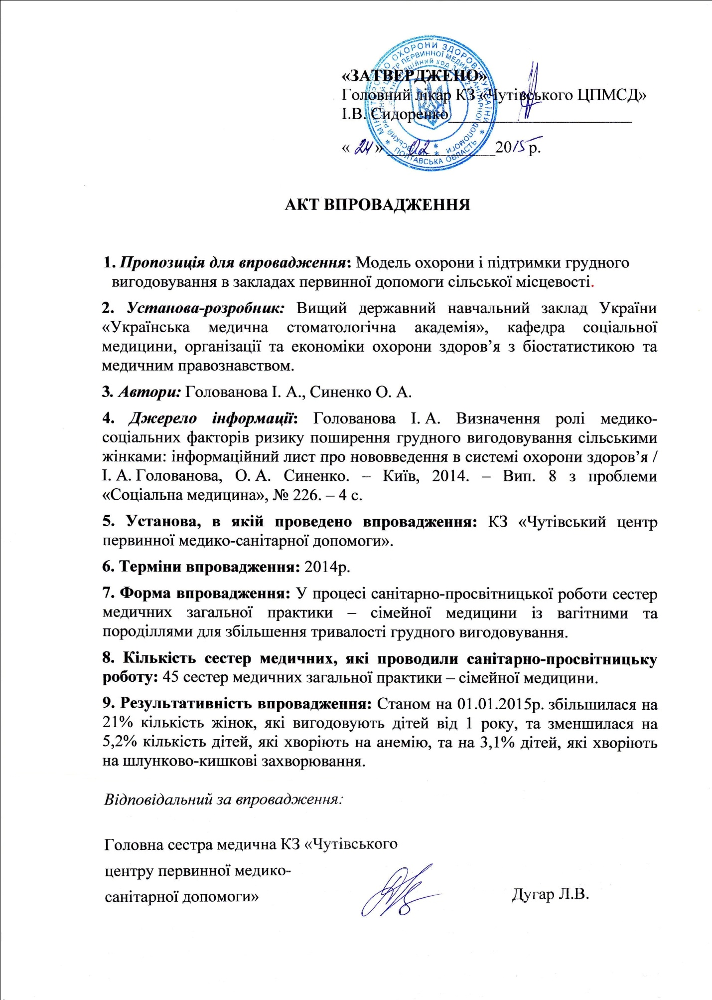 «ЗАТВЕРДЖЕНО»
Головний лікар КЗ «Чутівського ЦПМСД»
І.В. Сидоренко
« 24 » 02 2015 р.
МІНІСТЕРСТВО ОХОРОНИ ЗДОРОВ'Я УКРАЇНИ
ПОЛТАВСЬКА ОБЛАСТЬ
АКТ ВПРОВАДЖЕННЯ
1. Пропозиція для впровадження: Модель охорони і підтримки грудного
вигодовування в закладах первинної допомоги сільської місцевості.
2. Установа-розробник: Вищий державний навчальний заклад України
«Українська медична стоматологічна академія», кафедра соціальної
медицини, організації та економіки охорони здоров’я з біостатистикою та
медичним правознавством.
3. Автори: Голованова І. А., Синенко О. А.
4. Джерело інформації: Голованова І. А. Визначення ролі медико-
соціальних факторів ризику поширення грудного вигодовування сільськими
жінками: інформаційний лист про нововведення в системі охорони здоров’я /
І. А. Голованова, О. А. Синенко. – Київ, 2014. – Вип. 8 з проблеми
«Соціальна медицина», № 226. – 4 с.
5. Установа, в якій проведено впровадження: КЗ «Чутівський центр
первинної медико-санітарної допомоги».
6. Терміни впровадження: 2014р.
7. Форма впровадження: У процесі санітарно-просвітницької роботи сестер
медичних загальної практики – сімейної медицини із вагітними та
породіллями для збільшення тривалості грудного вигодовування.
8. Кількість сестер медичних, які проводили санітарно-просвітницьку
роботу: 45 сестер медичних загальної практики – сімейної медицини.
9. Результативність впровадження: Станом на 01.01.2015р. збільшилася на
21% кількість жінок, які вигодовують дітей від 1 року, та зменшилася на
5,2% кількість дітей, які хворіють на анемію, та на 3,1% дітей, які хворіють
на шлунково-кишкові захворювання.
Відповідальний за впровадження:
Головна сестра медична КЗ «Чутівського
центру первинної медико-
санітарної допомоги»
Дугар Л.В.